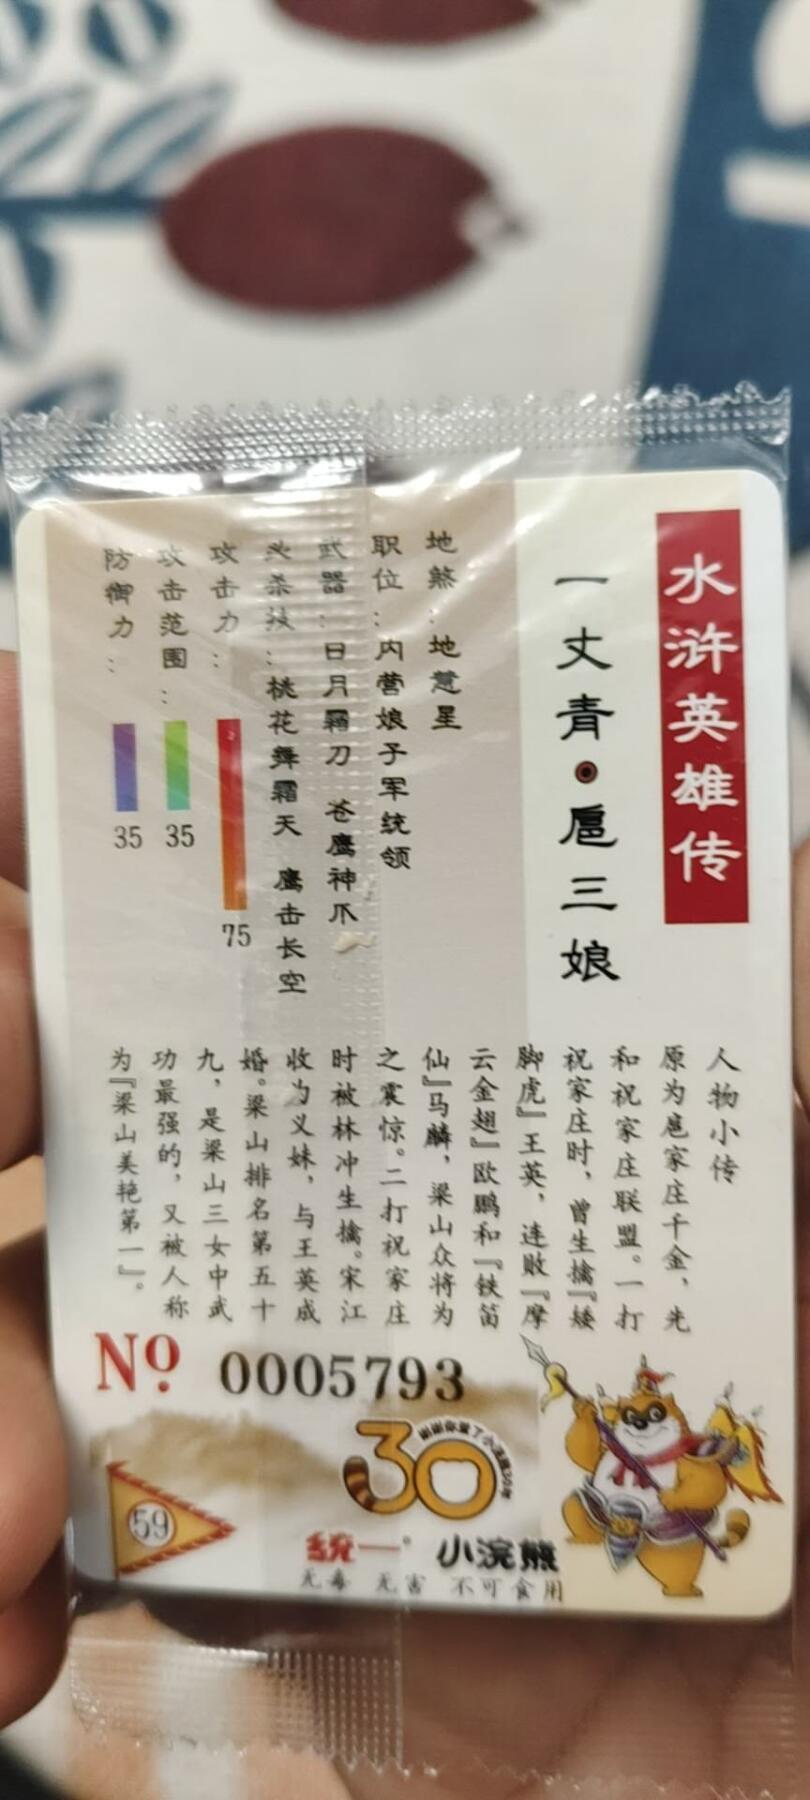 水浒英雄传
一丈青·扈三娘
地煞：地慧星
职位：内营娘子军统领
武器：日月霜刀 苍鹰神爪
必杀技：桃花舞霜天 鹰击长空
攻击力：
75
攻击范围：
35
防御力：
35
人物小传
原为扈家庄千金，先
和祝家庄联盟。一打
祝家庄时，曾生擒『矮
脚虎』王英，连败『摩
云金翅』欧鹏和『铁笛
仙』马麟，梁山众将为
之震惊。二打祝家庄
时被林冲生擒。宋江
收为义妹，与王英成
婚。梁山排名第五十
九，是梁山三女中武
功最强的，又被人称
为『梁山美艳第一』。
Nº 0005793
30
59
统一 小浣熊
无毒 无害 不可食用